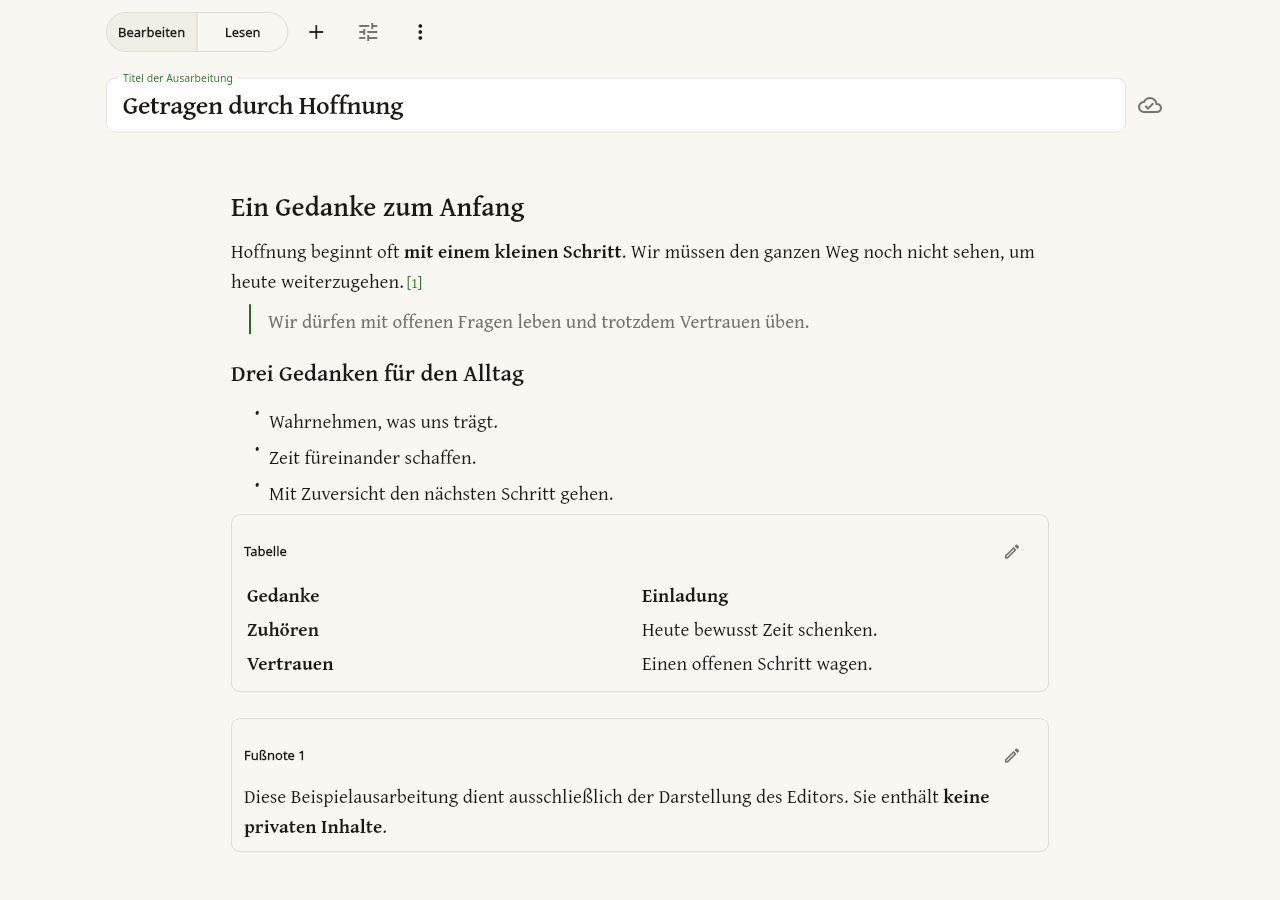 Bearbeiten Lesen
Titel der Ausarbeitung
Getragen durch Hoffnung
Ein Gedanke zum Anfang
Hoffnung beginnt oft mit einem kleinen Schritt. Wir müssen den ganzen Weg noch nicht sehen, um
heute weiterzugehen.[1]
Wir dürfen mit offenen Fragen leben und trotzdem Vertrauen üben.
Drei Gedanken für den Alltag
• Wahrnehmen, was uns trägt.
• Zeit füreinander schaffen.
• Mit Zuversicht den nächsten Schritt gehen.
Tabelle
Gedanke Einladung
Zuhören Heute bewusst Zeit schenken.
Vertrauen Einen offenen Schritt wagen.
Fußnote 1
Diese Beispielausarbeitung dient ausschließlich der Darstellung des Editors. Sie enthält keine
privaten Inhalte.